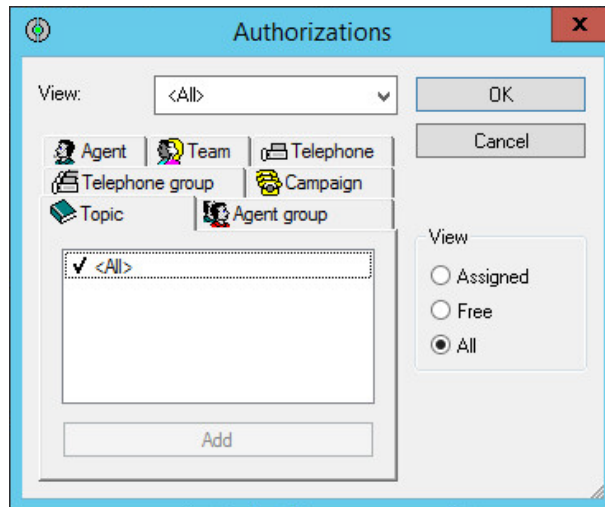 Authorizations
x
View: <All>
OK
Cancel
Agent Team Telephone
Telephone group Campaign
Topic Agent group
<All>
Add
View
Assigned
Free
All